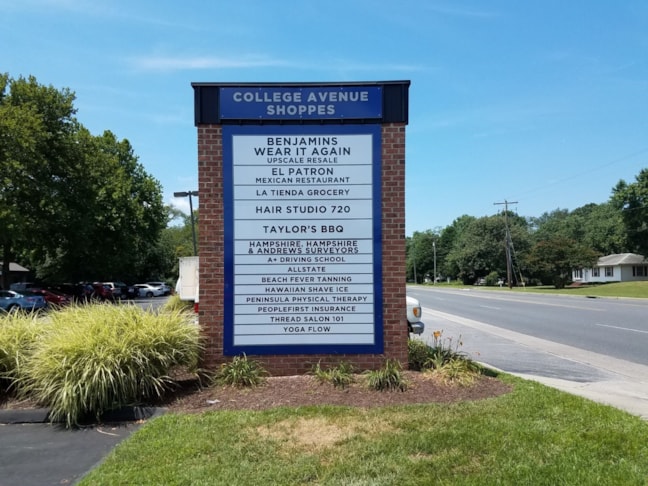 COLLEGE AVENUE
SHOPPES
BENJAMINS
WEAR IT AGAIN
UPSCALE RESALE
EL PATRON
MEXICAN RESTAURANT
LA TIENDA GROCERY
HAIR STUDIO 720
TAYLOR'S BBQ
HAMPSHIRE, HAMPSHIRE
& ANDREWS SURVEYORS
A+ DRIVING SCHOOL
ALLSTATE
BEACH FEVER TANNING
HAWAIIAN SHAVE ICE
PENINSULA PHYSICAL THERAPY
PEOPLEFIRST INSURANCE
THREAD SALON 101
YOGA FLOW